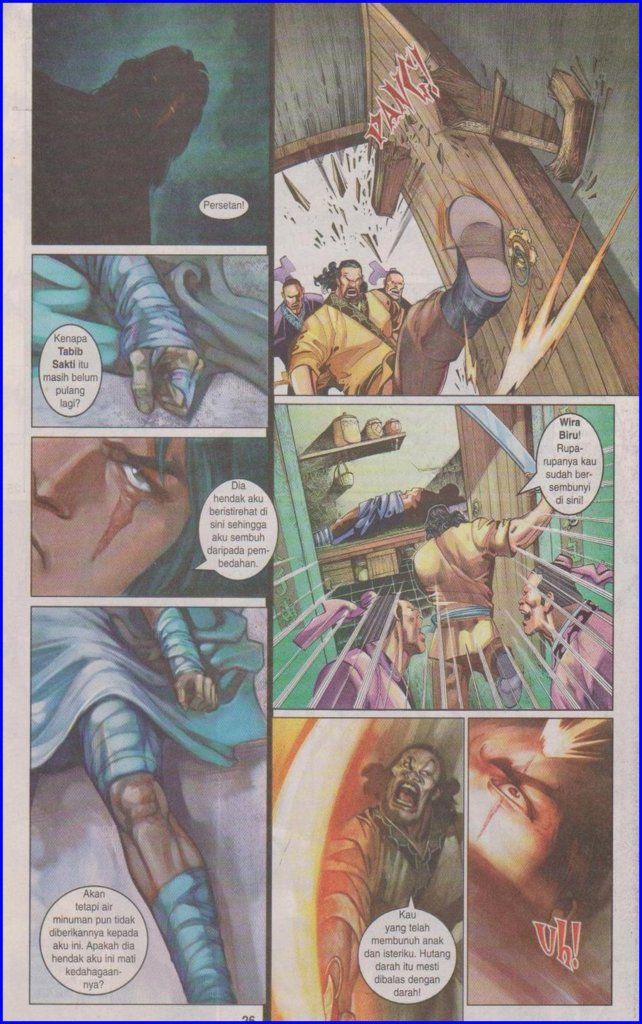 Persetan!
Kenapa
Tabib
Sakti itu
masih belum
pulang
lagi?
Dia
hendak aku
beristirehat di
sini sehingga
aku sembuh
daripada pem-
bedahan.
Akan
tetapi air
minuman pun tidak
diberikannya kepada
aku ini. Apakah dia
hendak aku ini mati
kedahagaan-
nya?
PANG!
Wira
Biru!
Rupa-
rupanya kau
sudah ber-
sembunyi
di sini!
Kau
yang telah
membunuh anak
dan isteriku. Hutang
darah itu mesti
dibalas dengan
darah!
Uh!
26